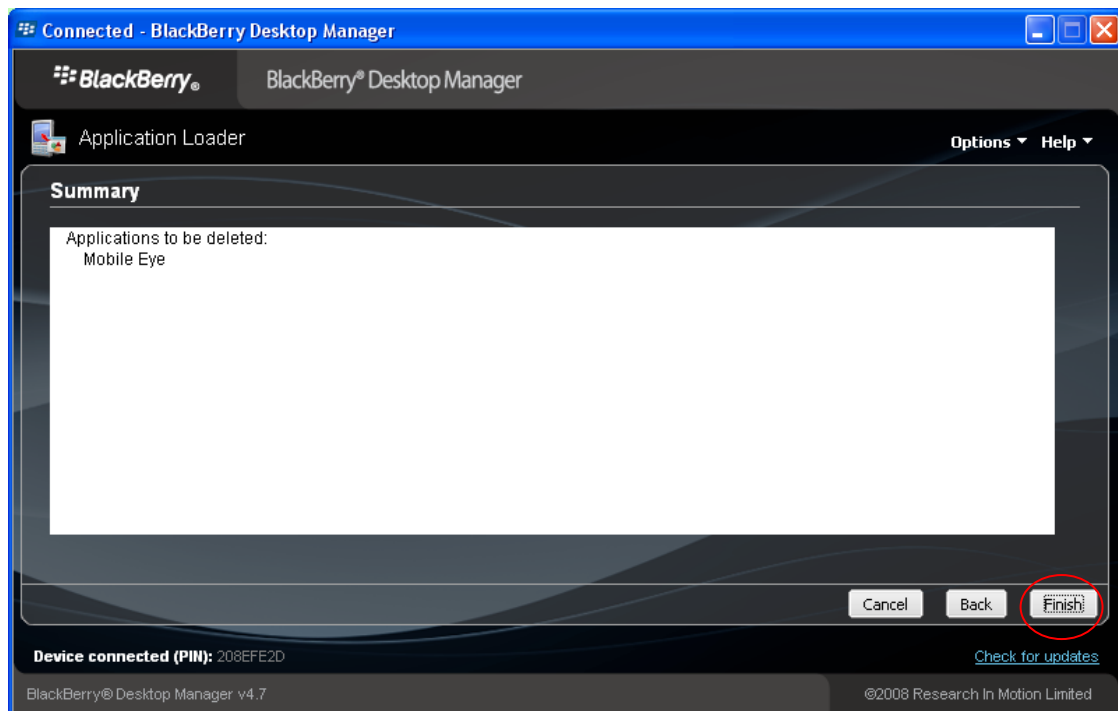 Connected - BlackBerry Desktop Manager
BlackBerry® BlackBerry® Desktop Manager
Application Loader Options Help
Summary
Applications to be deleted:
Mobile Eye
Cancel Back Finish
Device connected (PIN): 208EFE2D Check for updates
BlackBerry® Desktop Manager v4.7 ©2008 Research In Motion Limited